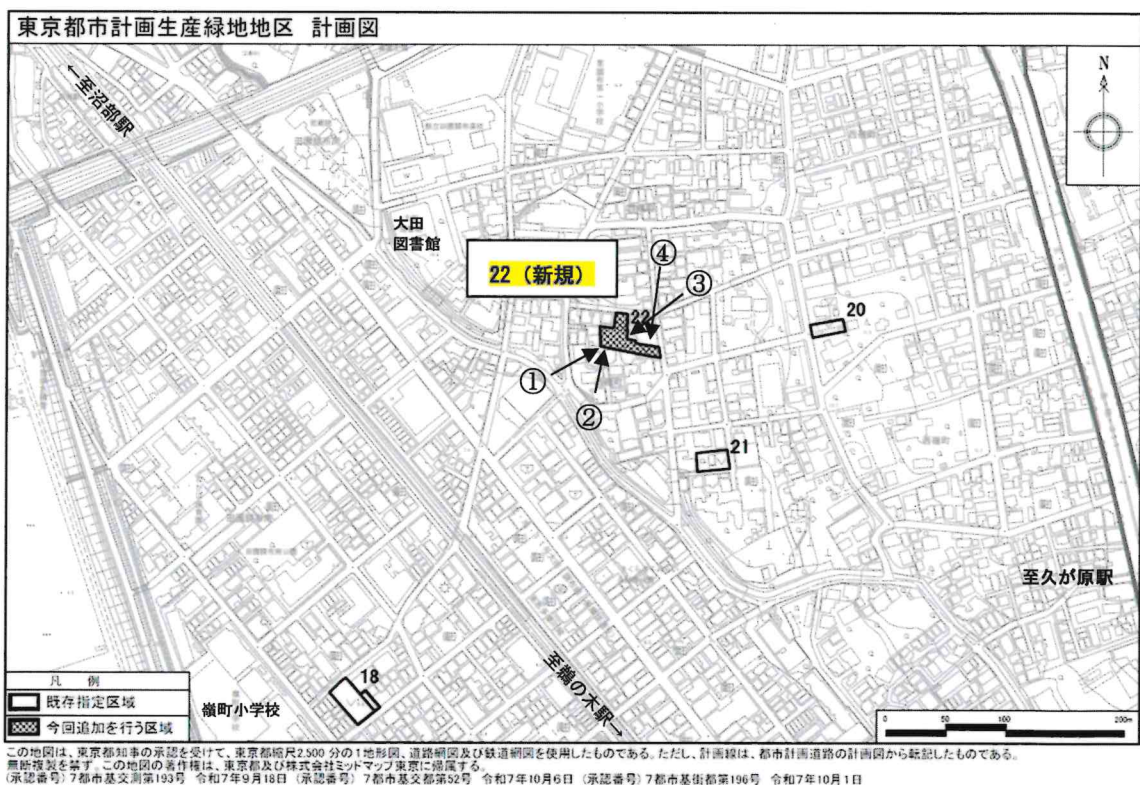 東京都市計画生産緑地地区 計画図
N
←至沼部駅
大田
図書館
22（新規）
④
③
22
20
①
②
21
至久が原駅
18
至鵜の木駅→
嶺町小学校
凡 例
既存指定区域
今回追加を行う区域
0 50 100 200m
この地図は、東京都知事の承認を受けて、東京都縮尺2,500 分の1地形図、道路網図及び鉄道網図を使用したものである。ただし、計画線は、都市計画道路の計画図から転記したものである。
無断複製を禁ず。この地図の著作権は、東京都及び株式会社ミッドマップ東京に帰属する。
(承認番号) 7都市基交測第193号 令和7年9月18日 (承認番号) 7都市基交都第52号 令和7年10月6日 (承認番号) 7都市基街都第196号 令和7年10月1日